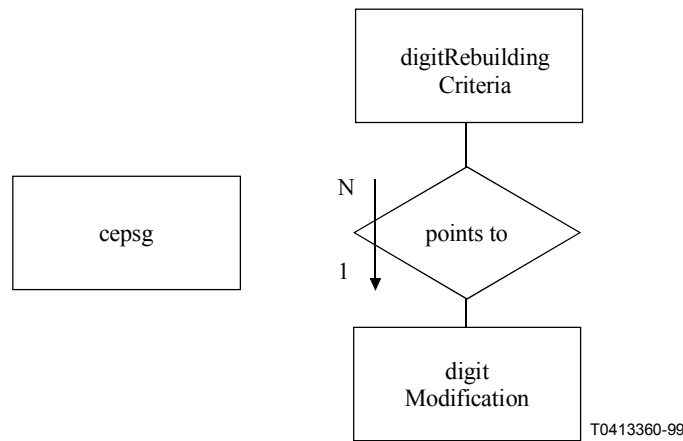 digitRebuilding
Criteria
N
cepsg
points to
1
digit
Modification
T0413360-99